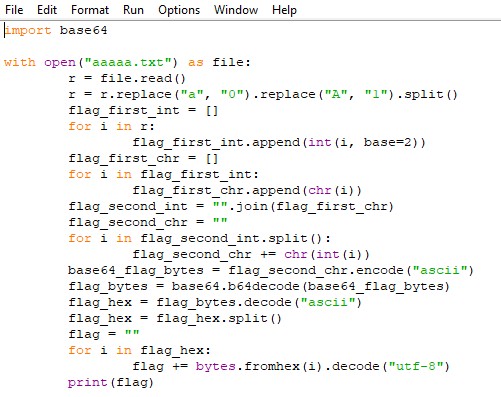 File Edit Format Run Options Window Help
import base64

with open("aaaaa.txt") as file:
        r = file.read()
        r = r.replace("a", "0").replace("A", "1").split()
        flag_first_int = []
        for i in r:
                flag_first_int.append(int(i, base=2))
        flag_first_chr = []
        for i in flag_first_int:
                flag_first_chr.append(chr(i))
        flag_second_int = "".join(flag_first_chr)
        flag_second_chr = ""
        for i in flag_second_int.split():
                flag_second_chr += chr(int(i))
        base64_flag_bytes = flag_second_chr.encode("ascii")
        flag_bytes = base64.b64decode(base64_flag_bytes)
        flag_hex = flag_bytes.decode("ascii")
        flag_hex = flag_hex.split()
        flag = ""
        for i in flag_hex:
                flag += bytes.fromhex(i).decode("utf-8")
        print(flag)